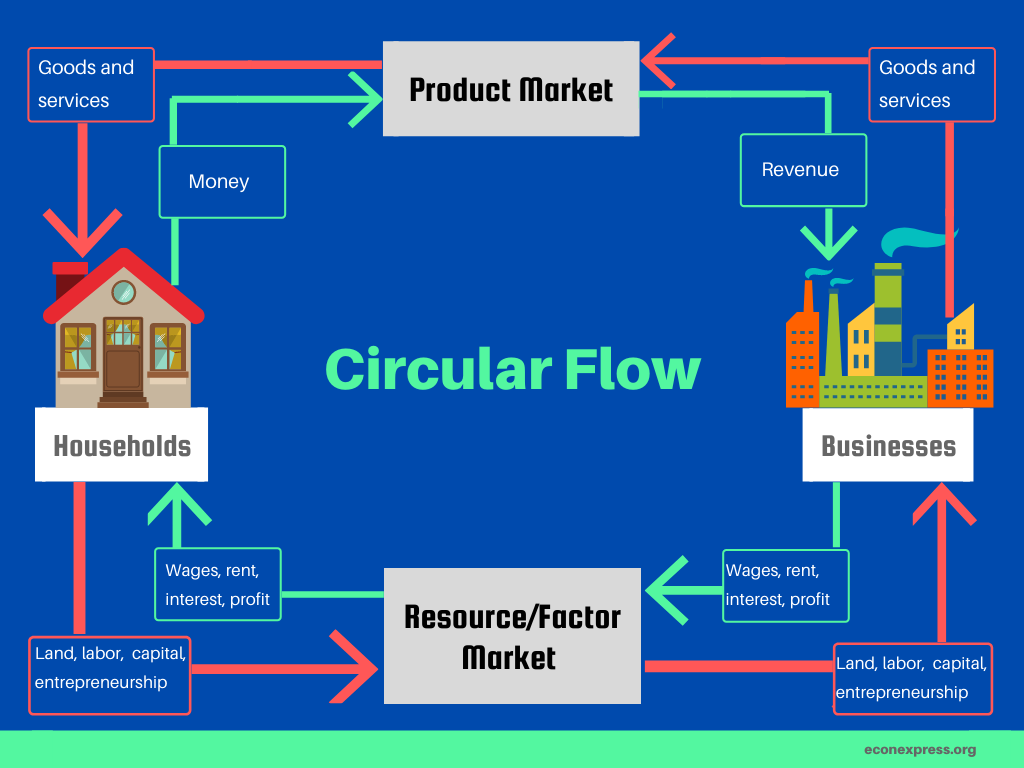 Goods and
services
Product Market
Goods and
services
Money
Revenue
Circular Flow
Households
Businesses
Wages, rent,
interest, profit
Wages, rent,
interest, profit
Resource/Factor
Market
Land, labor, capital,
entrepreneurship
Land, labor, capital,
entrepreneurship
econexpress.org